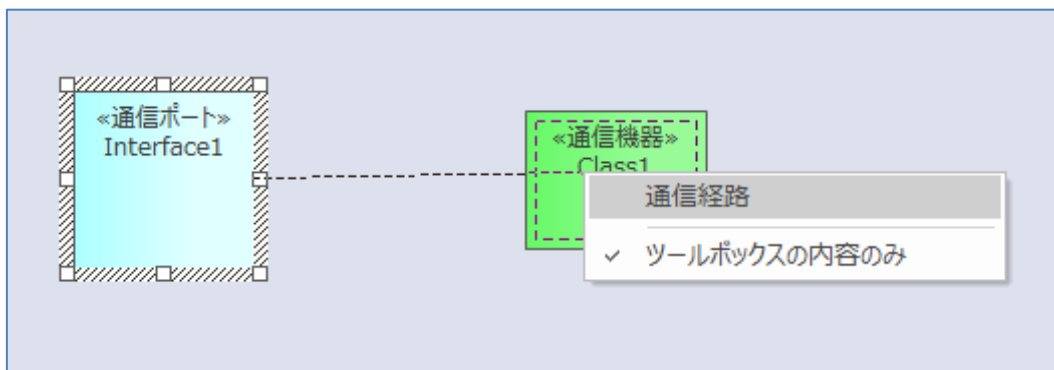 «通信ポート»
Interface1
«通信機器»
Class1
通信経路
✓ ツールボックスの内容のみ